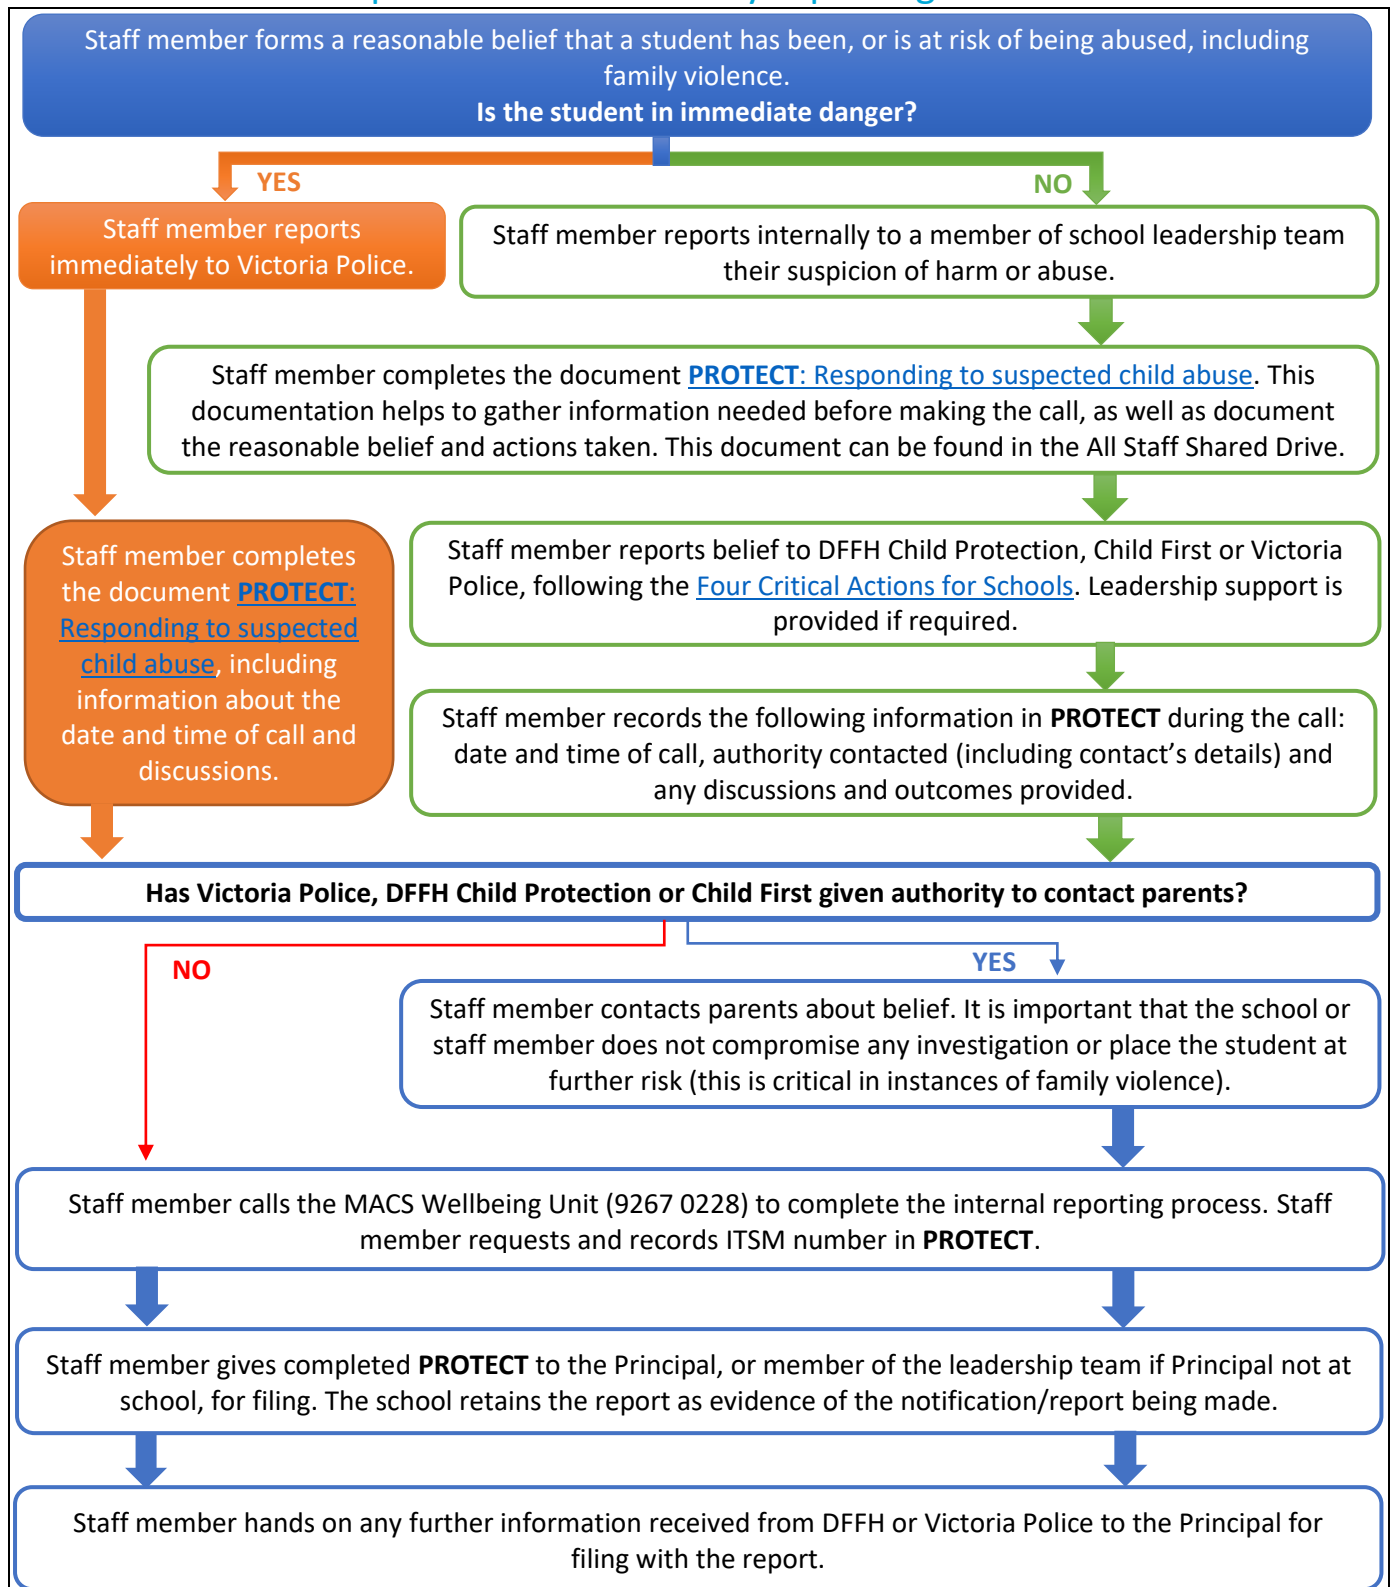 Staff member forms a reasonable belief that a student has been, or is at risk of being abused, including
family violence.
Is the student in immediate danger?
YES
NO
Staff member reports
immediately to Victoria Police.
Staff member reports internally to a member of school leadership team
their suspicion of harm or abuse.
Staff member completes the document PROTECT: Responding to suspected child abuse. This
documentation helps to gather information needed before making the call, as well as document
the reasonable belief and actions taken. This document can be found in the All Staff Shared Drive.
Staff member completes
the document PROTECT:
Responding to suspected
child abuse, including
information about the
date and time of call and
discussions.
Staff member reports belief to DFFH Child Protection, Child First or Victoria
Police, following the Four Critical Actions for Schools. Leadership support is
provided if required.
Staff member records the following information in PROTECT during the call:
date and time of call, authority contacted (including contact’s details) and
any discussions and outcomes provided.
Has Victoria Police, DFFH Child Protection or Child First given authority to contact parents?
NO
YES
Staff member contacts parents about belief. It is important that the school or
staff member does not compromise any investigation or place the student at
further risk (this is critical in instances of family violence).
Staff member calls the MACS Wellbeing Unit (9267 0228) to complete the internal reporting process. Staff
member requests and records ITSM number in PROTECT.
Staff member gives completed PROTECT to the Principal, or member of the leadership team if Principal not at
school, for filing. The school retains the report as evidence of the notification/report being made.
Staff member hands on any further information received from DFFH or Victoria Police to the Principal for
filing with the report.